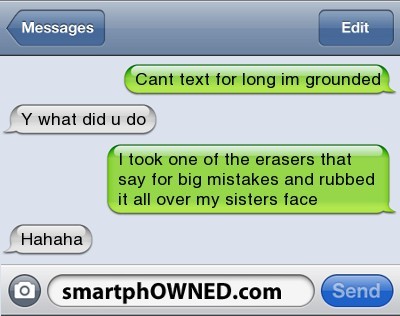 Messages Edit
Cant text for long im grounded
Y what did u do
I took one of the erasers that
say for big mistakes and rubbed
it all over my sisters face
Hahaha
smartphOWNED.com Send